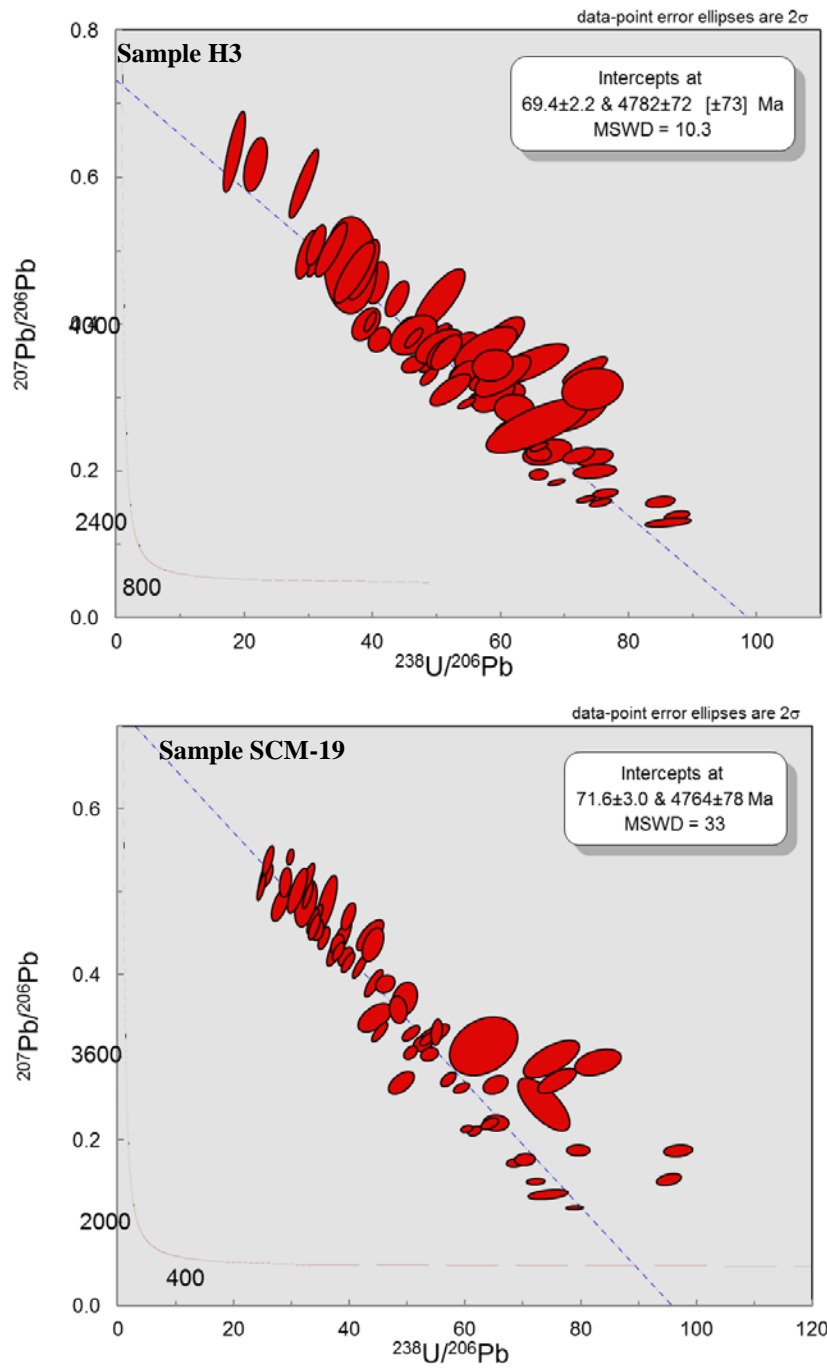 data-point error ellipses are 2σ
Sample H3
Intercepts at
69.4±2.2 & 4782±72 [±73] Ma
MSWD = 10.3
0.8
0.6
0.4
0.2
0.0
4000
2400
800
²⁰⁷Pb/²⁰⁶Pb
0 20 40 60 80 100
²³⁸U/²⁰⁶Pb
data-point error ellipses are 2σ
Sample SCM-19
Intercepts at
71.6±3.0 & 4764±78 Ma
MSWD = 33
0.6
0.4
0.2
0.0
3600
2000
400
²⁰⁷Pb/²⁰⁶Pb
0 20 40 60 80 100 120
²³⁸U/²⁰⁶Pb